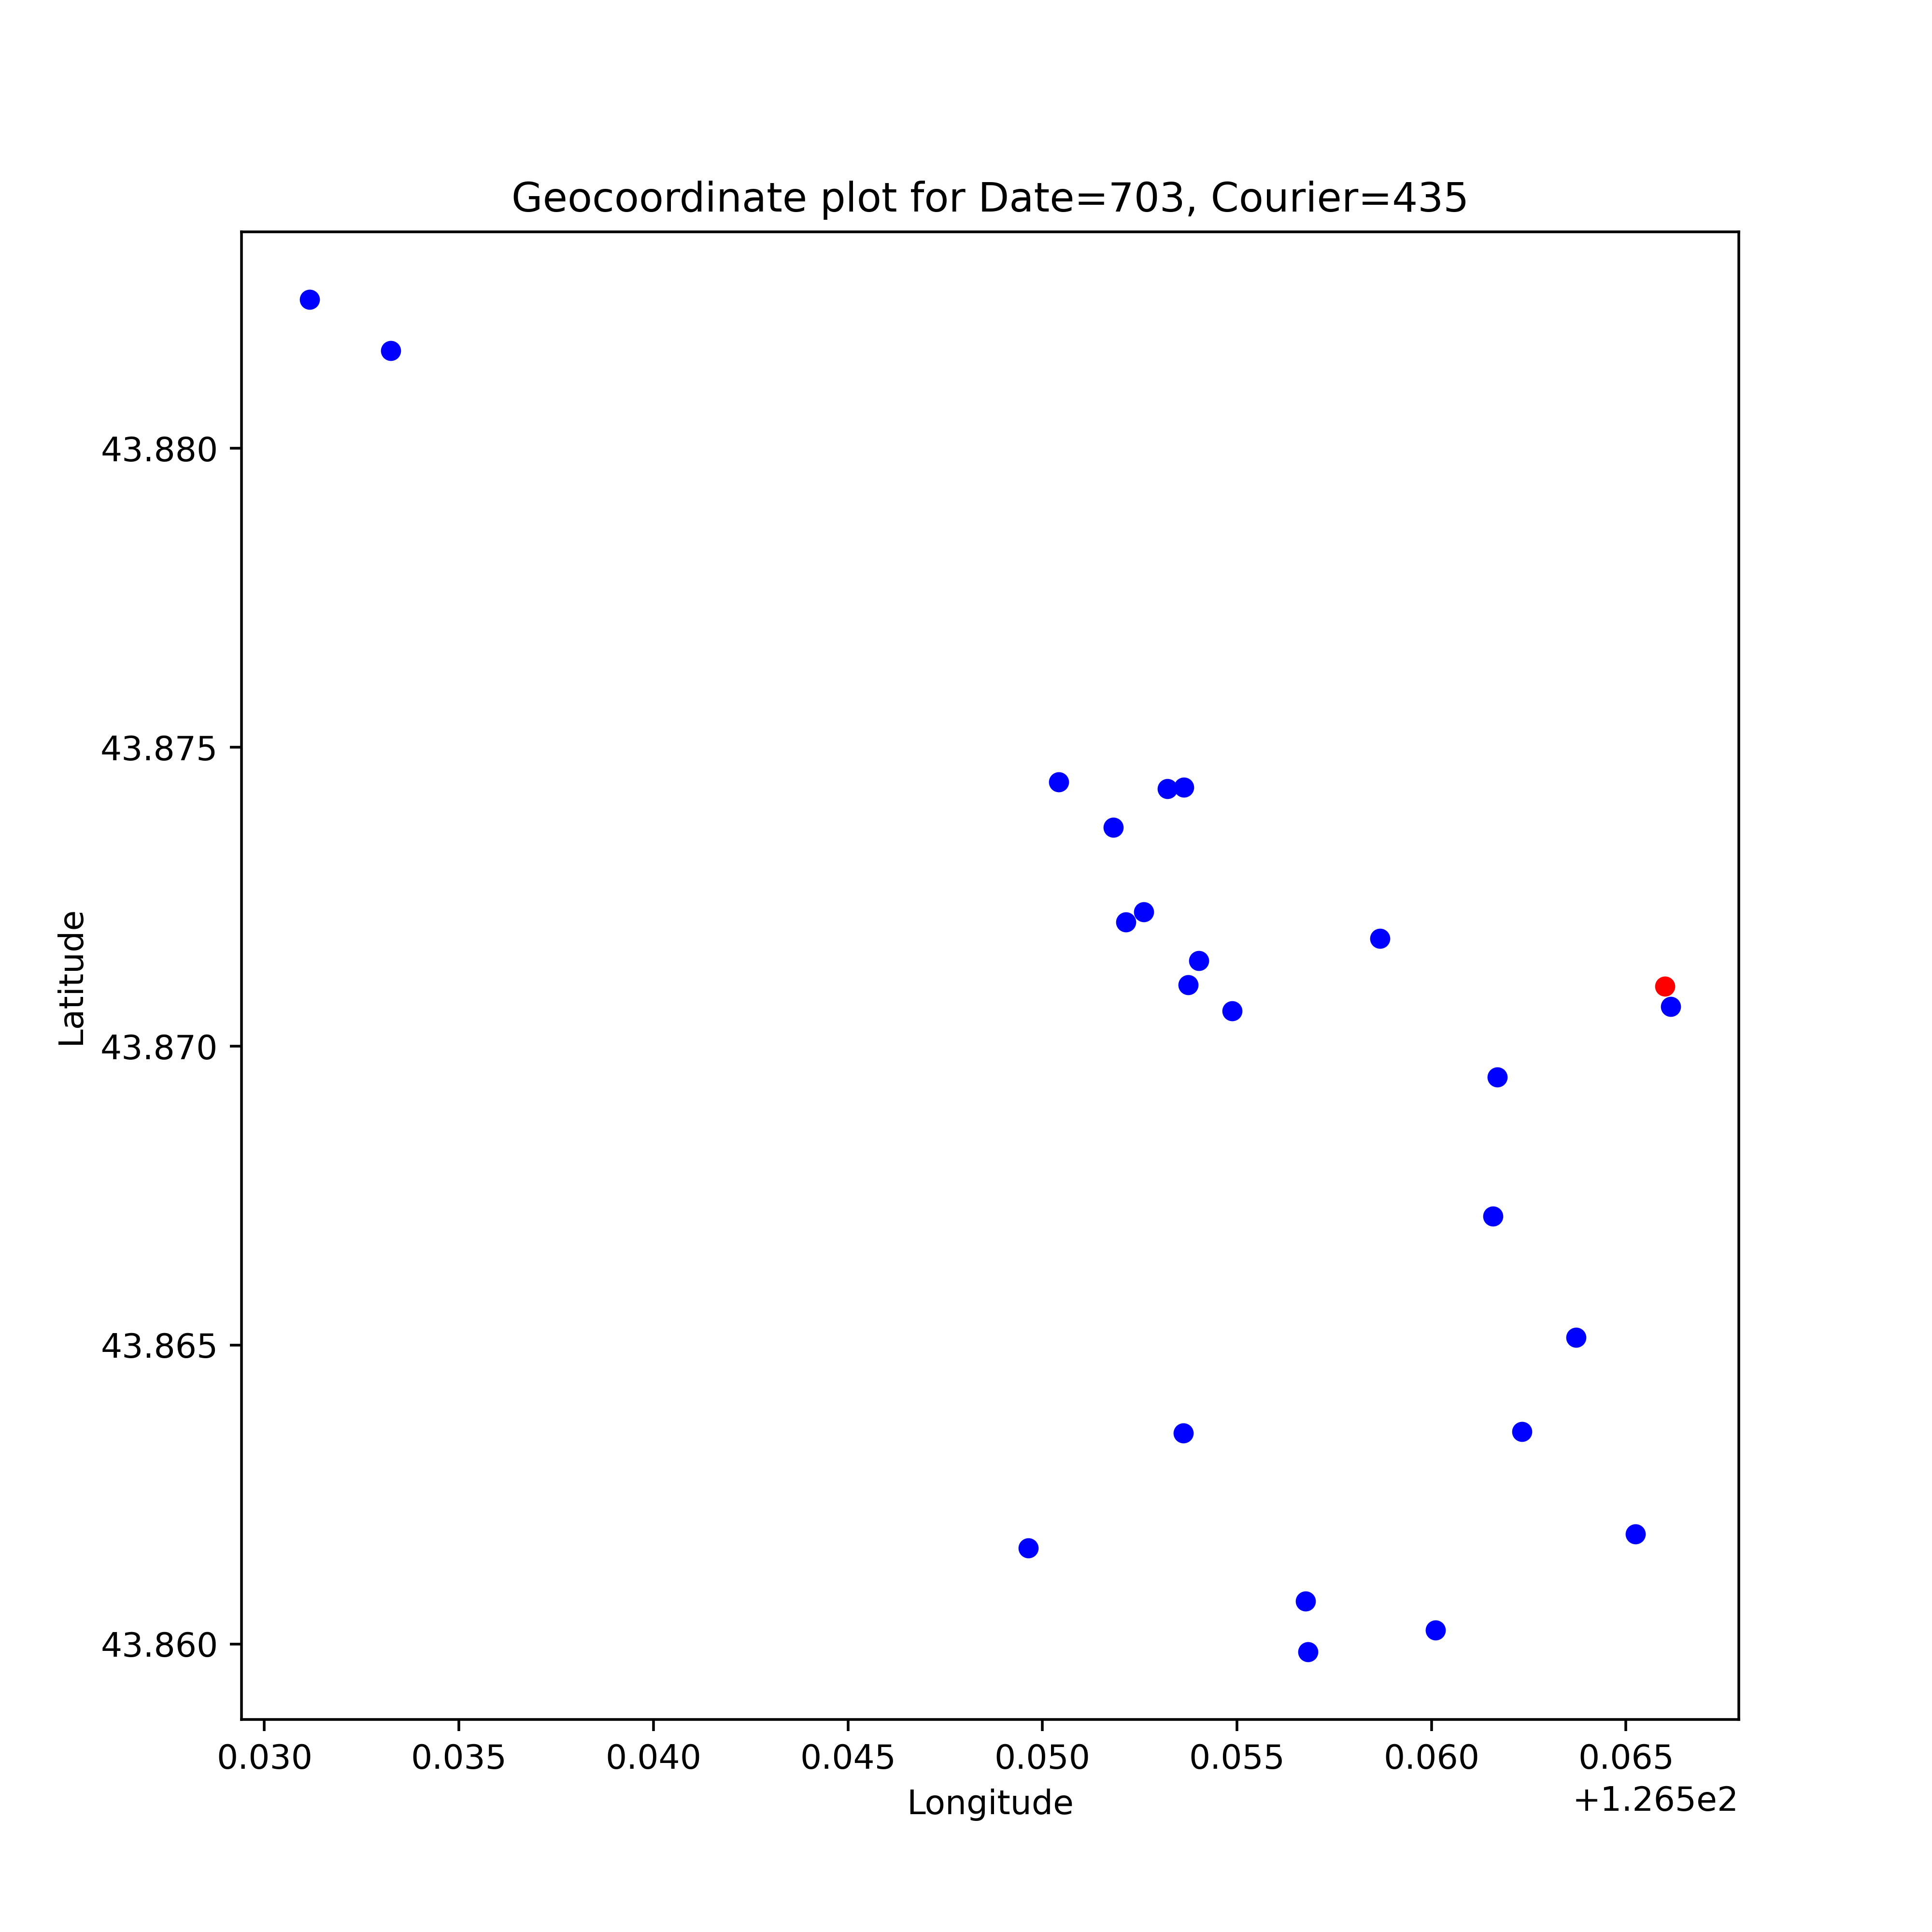 Geocoordinate plot for Date=703, Courier=435
Latitude
43.880
43.875
43.870
43.865
43.860
0.030 0.035 0.040 0.045 0.050 0.055 0.060 0.065
+1.265e2
Longitude